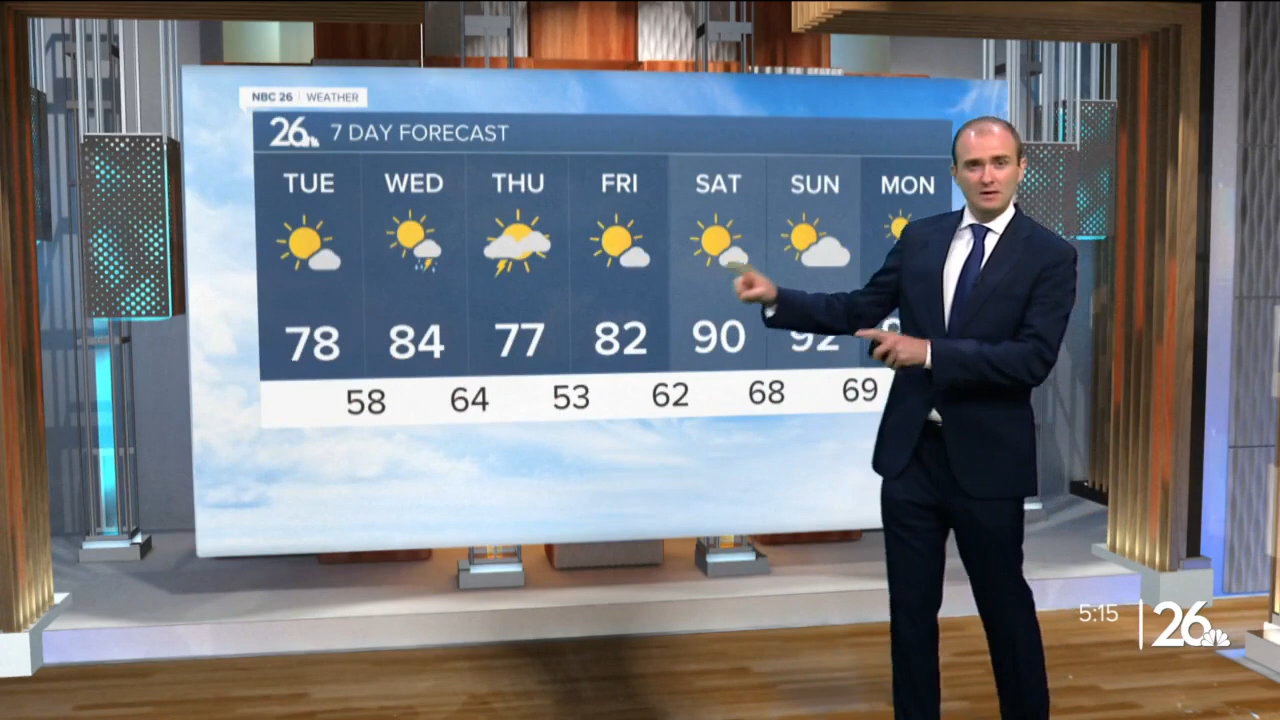 NBC 26 WEATHER
26 7 DAY FORECAST
TUE WED THU FRI SAT SUN MON
78 84 77 82 90 92
58 64 53 62 68 69
5:15 26